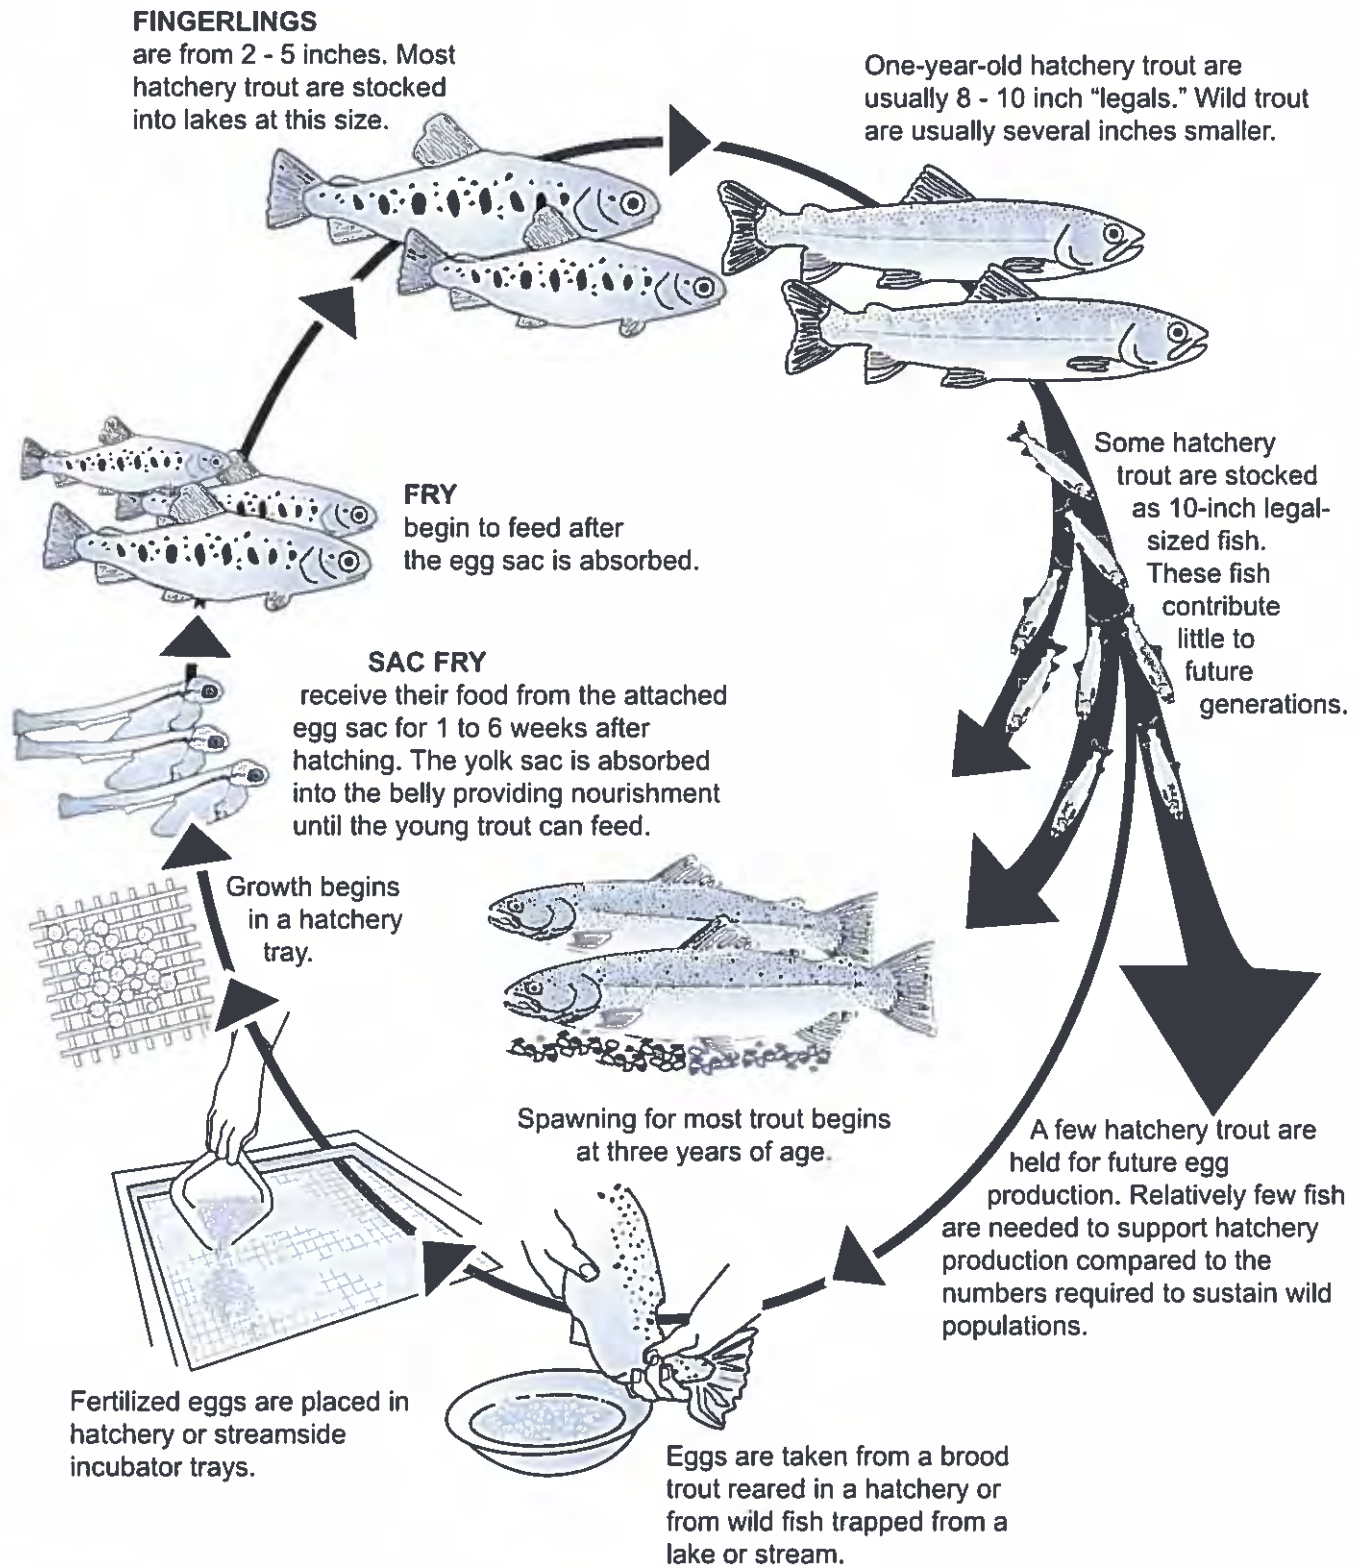 FINGERLINGS
are from 2 - 5 inches. Most
hatchery trout are stocked
into lakes at this size.
One-year-old hatchery trout are
usually 8 - 10 inch "legals." Wild trout
are usually several inches smaller.
Some hatchery
trout are stocked
as 10-inch legal-
sized fish.
These fish
contribute
little to
future
generations.
FRY
begin to feed after
the egg sac is absorbed.
SAC FRY
receive their food from the attached
egg sac for 1 to 6 weeks after
hatching. The yolk sac is absorbed
into the belly providing nourishment
until the young trout can feed.
Growth begins
in a hatchery
tray.
Spawning for most trout begins
at three years of age.
A few hatchery trout are
held for future egg
production. Relatively few fish
are needed to support hatchery
production compared to the
numbers required to sustain wild
populations.
Fertilized eggs are placed in
hatchery or streamside
incubator trays.
Eggs are taken from a brood
trout reared in a hatchery or
from wild fish trapped from a
lake or stream.